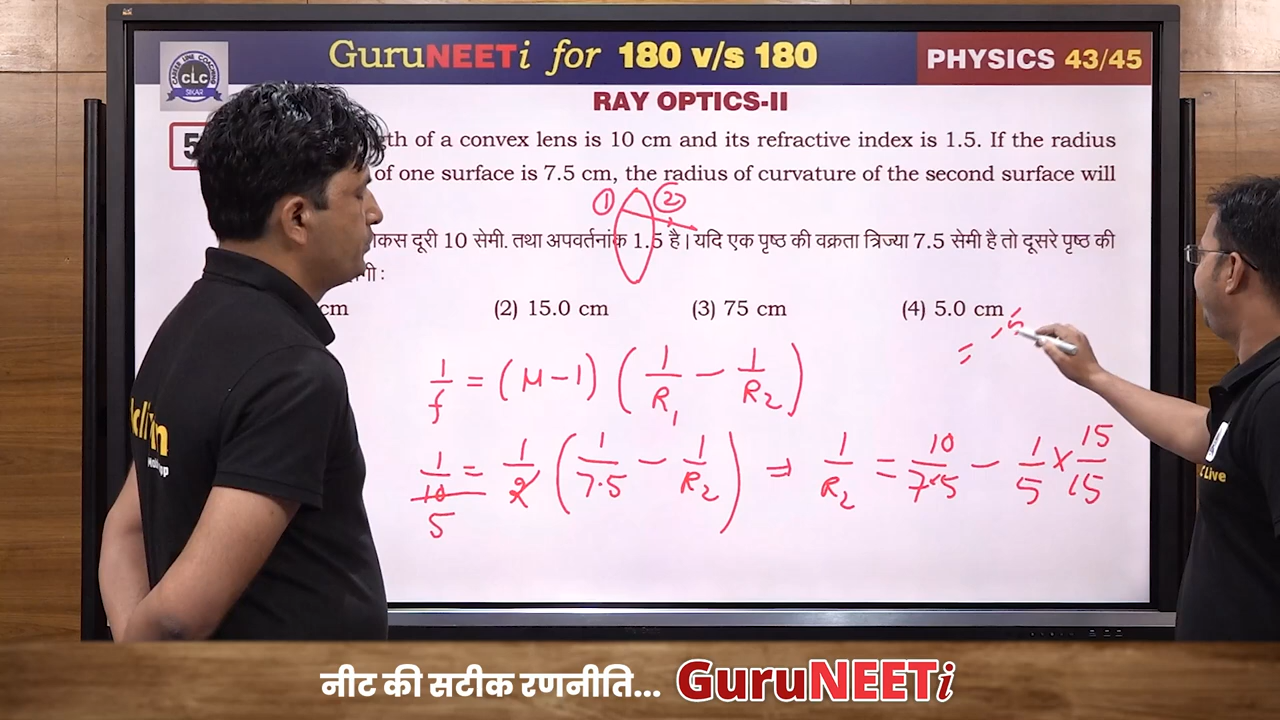 GuruNEETi for 180 v/s 180
PHYSICS 43/45
CLC
SIKAR
RAY OPTICS-II
5
gth of a convex lens is 10 cm and its refractive index is 1.5. If the radius
of one surface is 7.5 cm, the radius of curvature of the second surface will
① ②
कस दूरी 10 सेमी. तथा अपवर्तनांक 1.5 है। यदि एक पृष्ठ की वक्रता त्रिज्या 7.5 सेमी है तो दूसरे पृष्ठ की
गी :
cm (2) 15.0 cm (3) 75 cm (4) 5.0 cm
1/f = (μ-1) (1/R₁ - 1/R₂) =
1/10 = 1/2 (1/7.5 - 1/R₂) ⇒ 1/R₂ = 10/7.5 - 1/5 × 15/15
5
Live
नीट की सटीक रणनीति... GuruNEETi